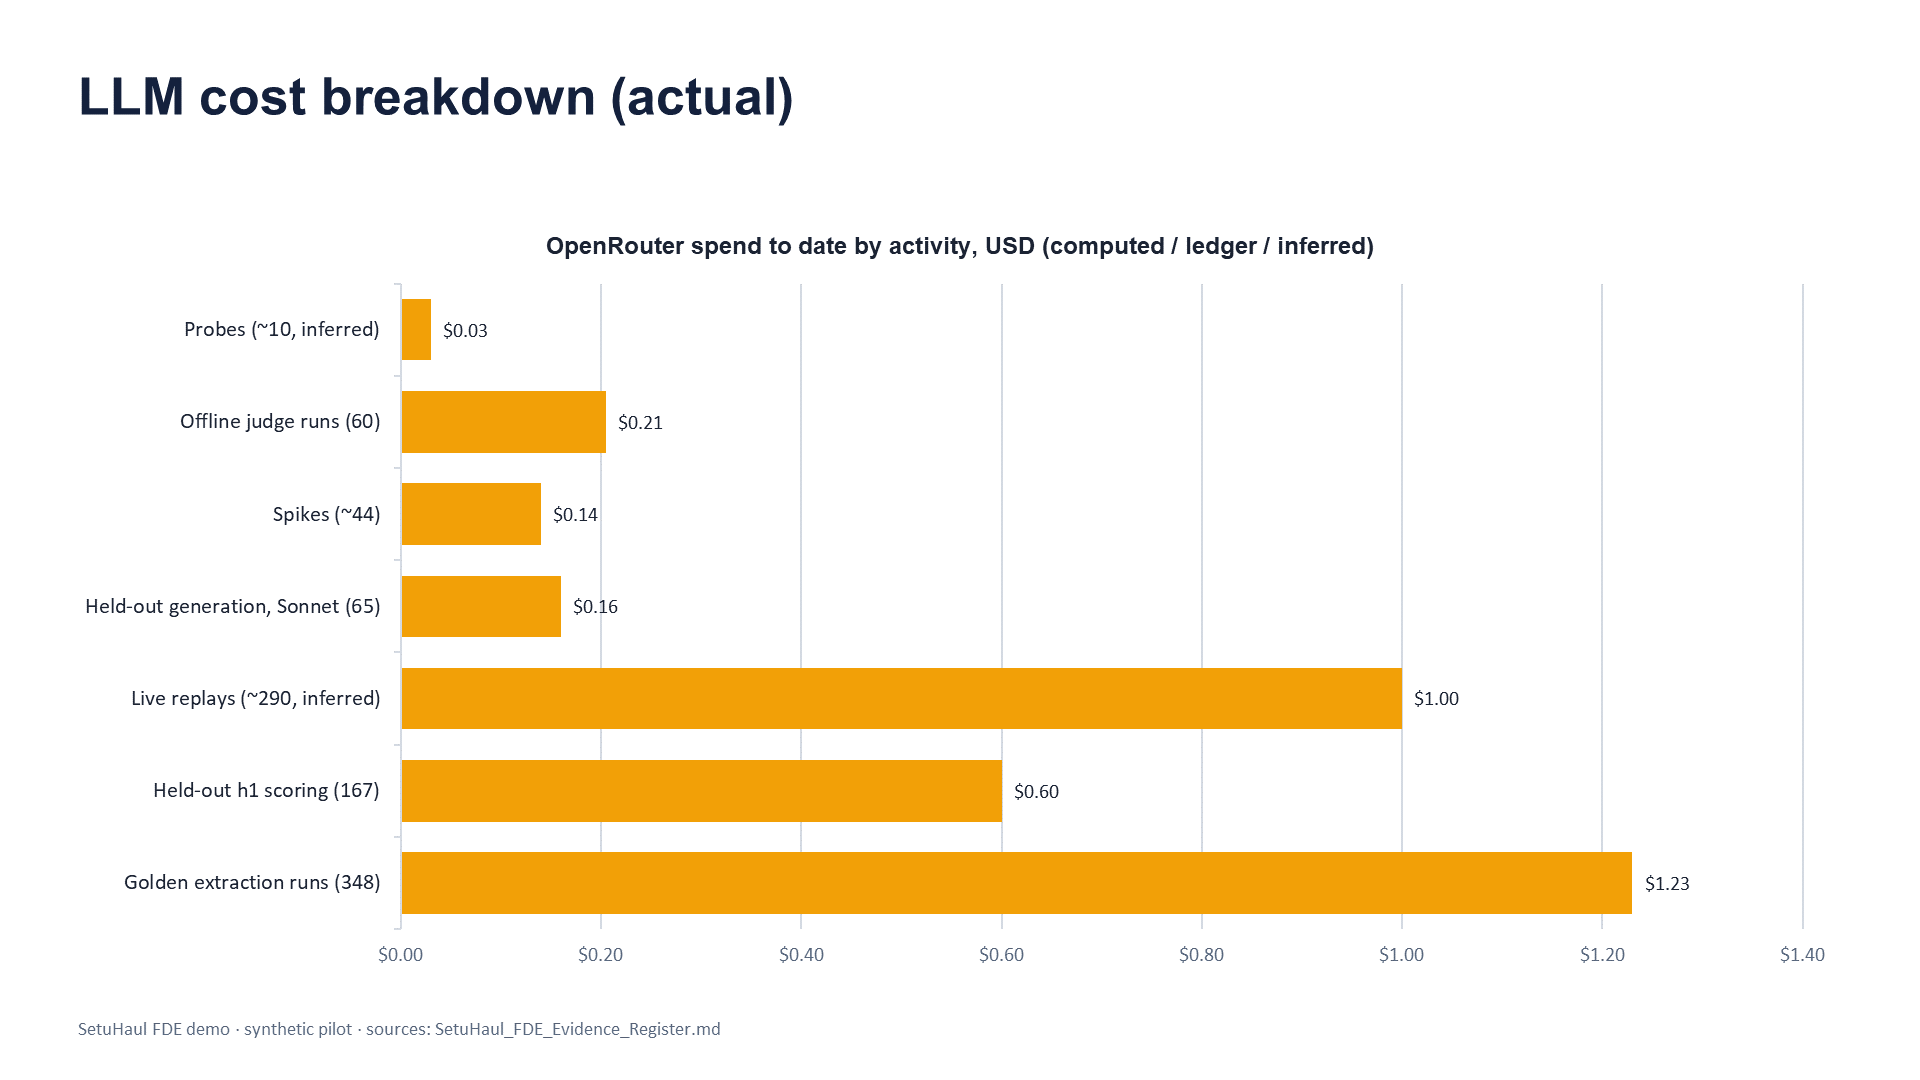 LLM cost breakdown (actual)
OpenRouter spend to date by activity, USD (computed / ledger / inferred)
Probes (~10, inferred) $0.03
Offline judge runs (60) $0.21
Spikes (~44) $0.14
Held-out generation, Sonnet (65) $0.16
Live replays (~290, inferred) $1.00
Held-out h1 scoring (167) $0.60
Golden extraction runs (348) $1.23
$0.00 $0.20 $0.40 $0.60 $0.80 $1.00 $1.20 $1.40
SetuHaul FDE demo · synthetic pilot · sources: SetuHaul_FDE_Evidence_Register.md